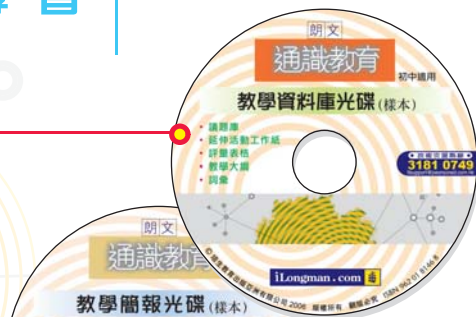 習
朗文
通識教育
初中適用
教學資料庫光碟 (樣本)
• 議題庫
• 延伸活動工作紙
• 評量表格
• 教學大綱
• 詞彙
3181 0749
iLongman.com
朗文
通識教育
教學簡報光碟 (樣本)